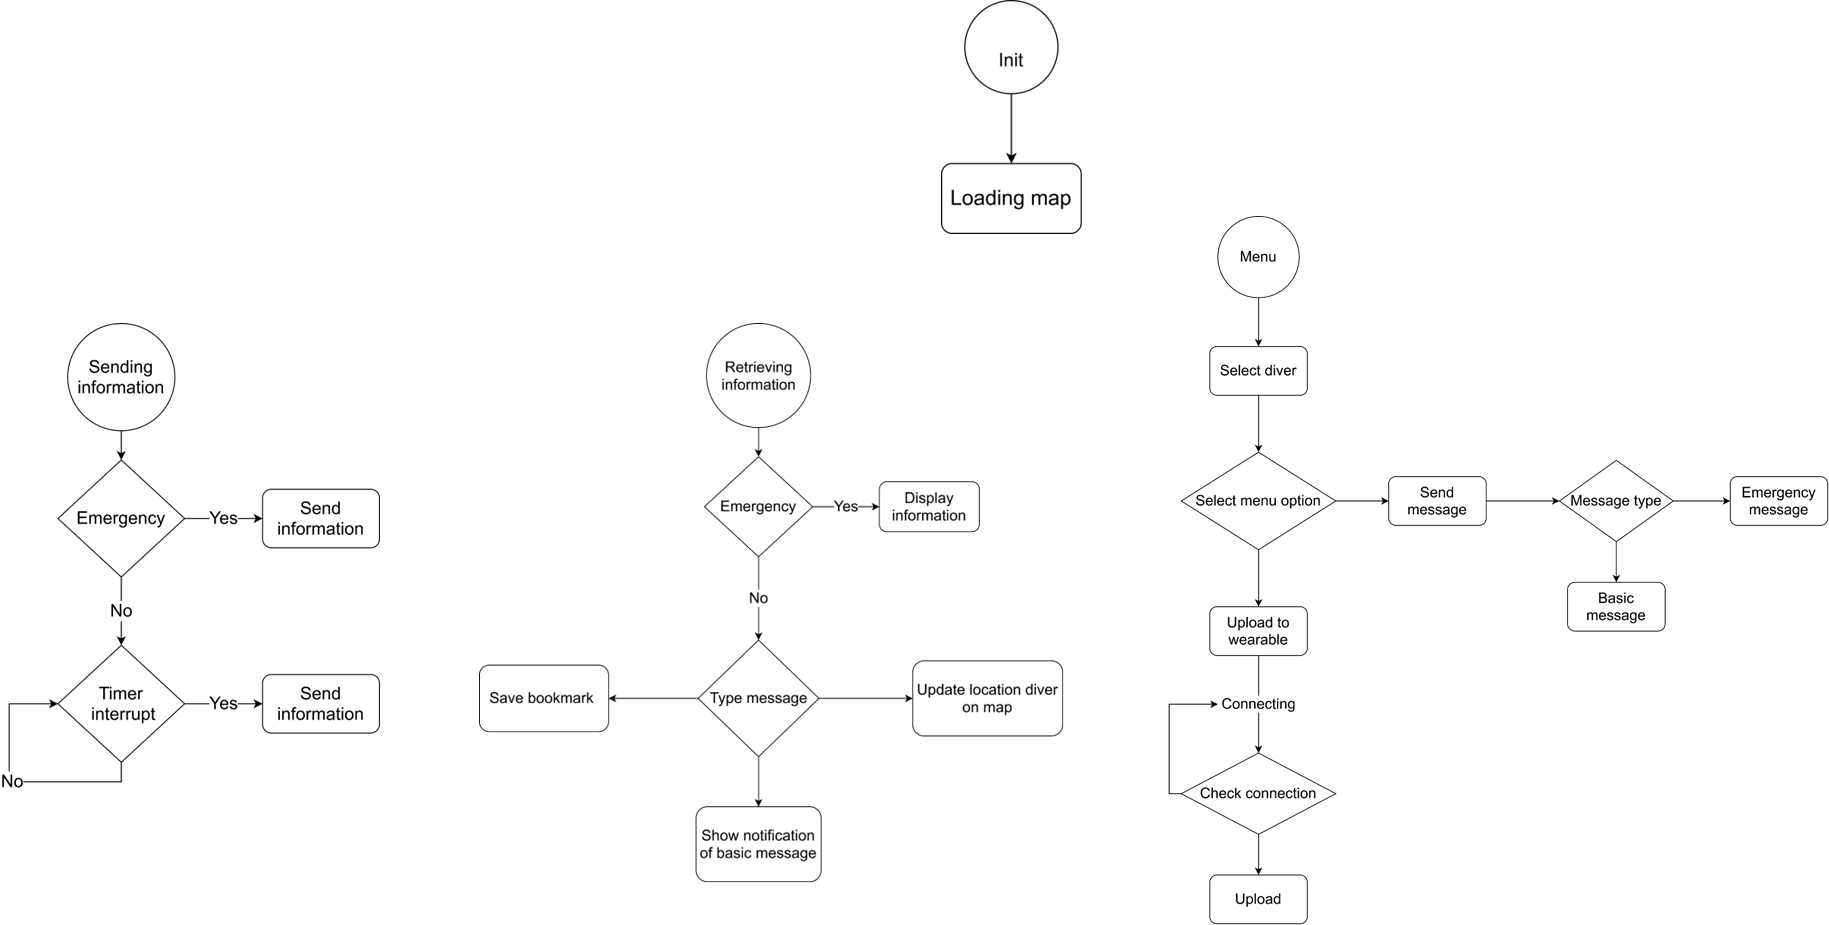 Init
Loading map
Sending
information
Emergency
Yes
Send
information
No
Timer
interrupt
Yes
Send
information
No
Retrieving
information
Emergency
Yes
Display
information
No
Type message
Save bookmark
Update location diver
on map
Show notification
of basic message
Menu
Select diver
Select menu option
Send
message
Message type
Emergency
message
Basic
message
Upload to
wearable
Connecting
Check connection
Upload